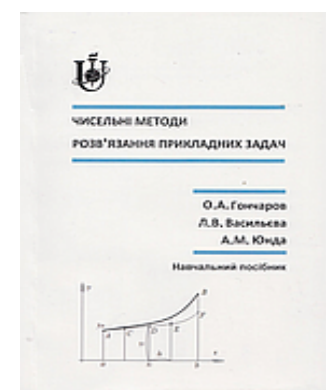 ЧИСЕЛЬНІ МЕТОДИ
РОЗВ'ЯЗАННЯ ПРИКЛАДНИХ ЗАДАЧ
О.А. Гончаров
Л.В. Васильєва
А.М. Юнда
Навчальний посібник